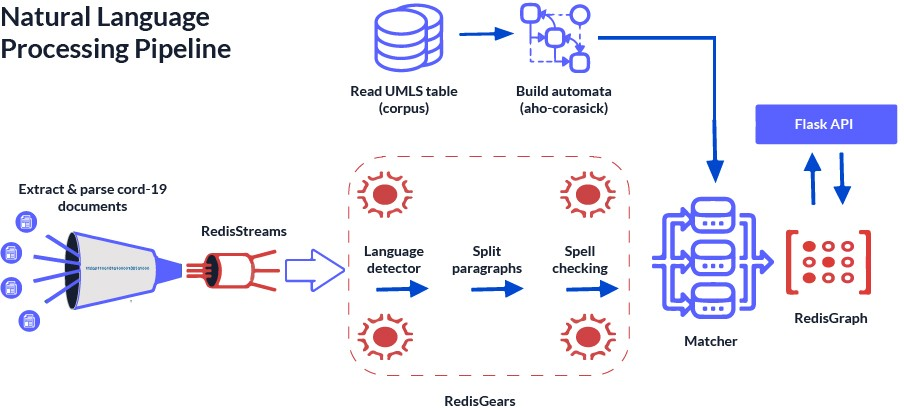 Natural Language
Processing Pipeline
Read UMLS table
(corpus)
Build automata
(aho-corasick)
Flask API
Extract & parse cord-19
documents
RedisStreams
Language
detector
Split
paragraphs
Spell
checking
Matcher
RedisGraph
RedisGears